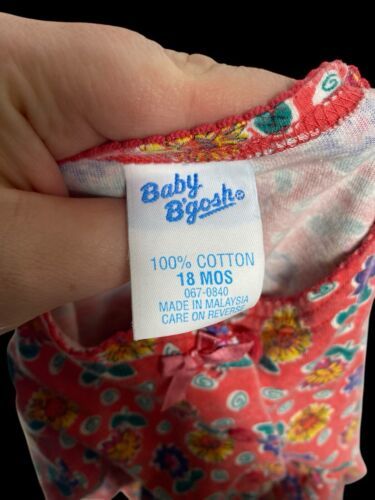 Baby
B'gosh®
100% COTTON
18 MOS
067-0840
MADE IN MALAYSIA
CARE ON REVERSE